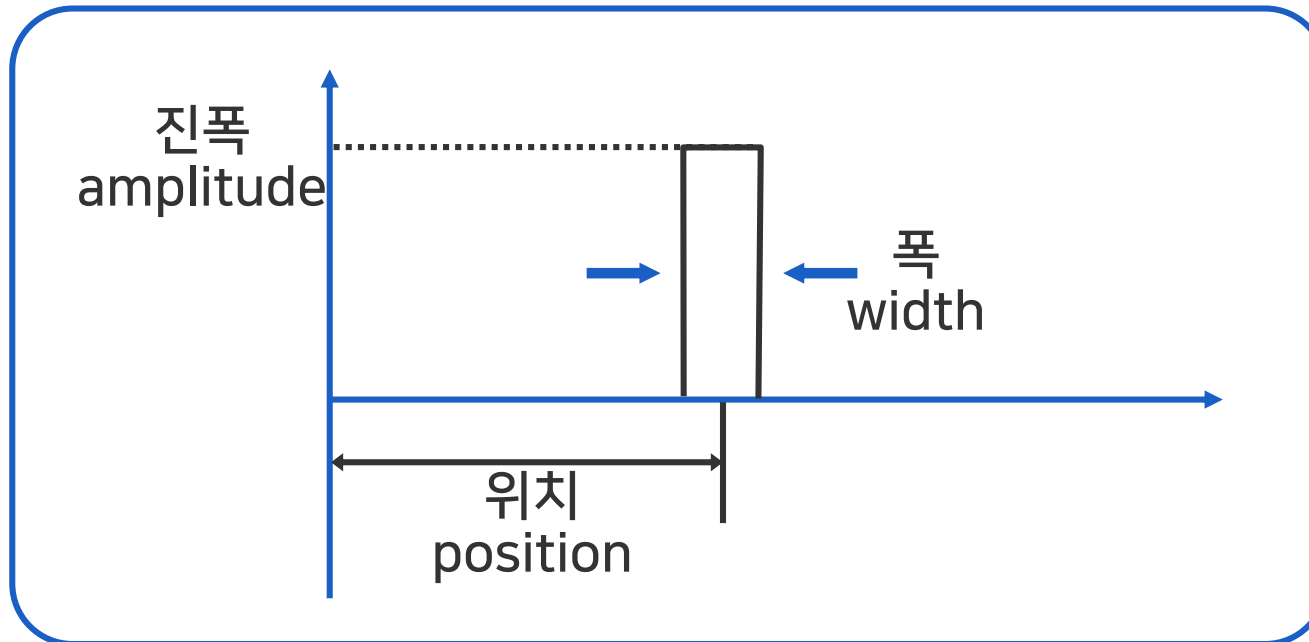 진폭
amplitude
폭
width
위치
position